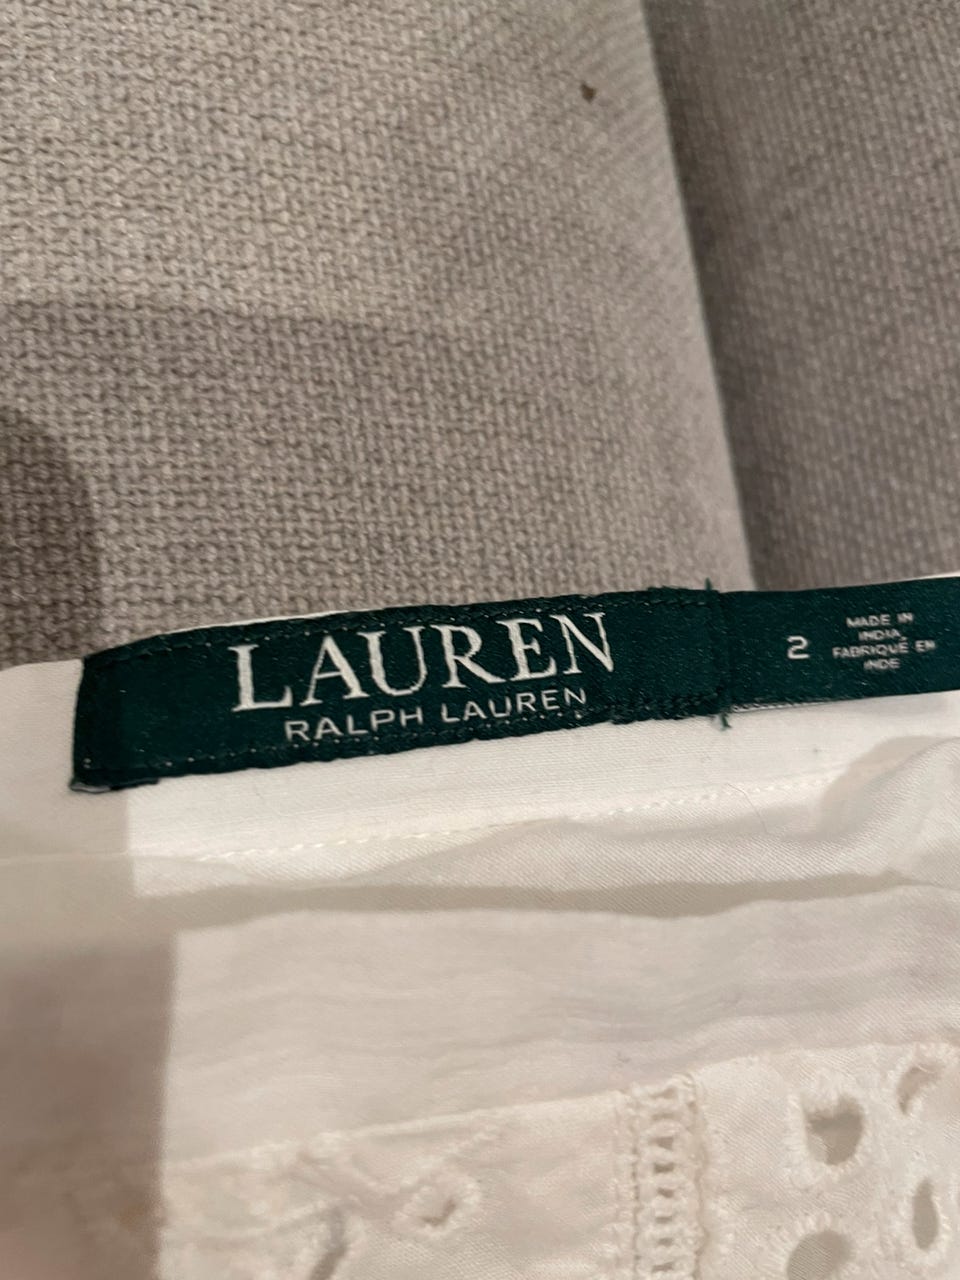 LAUREN
RALPH LAUREN
2
MADE IN
INDIA
FABRIQUÉ EN
INDE